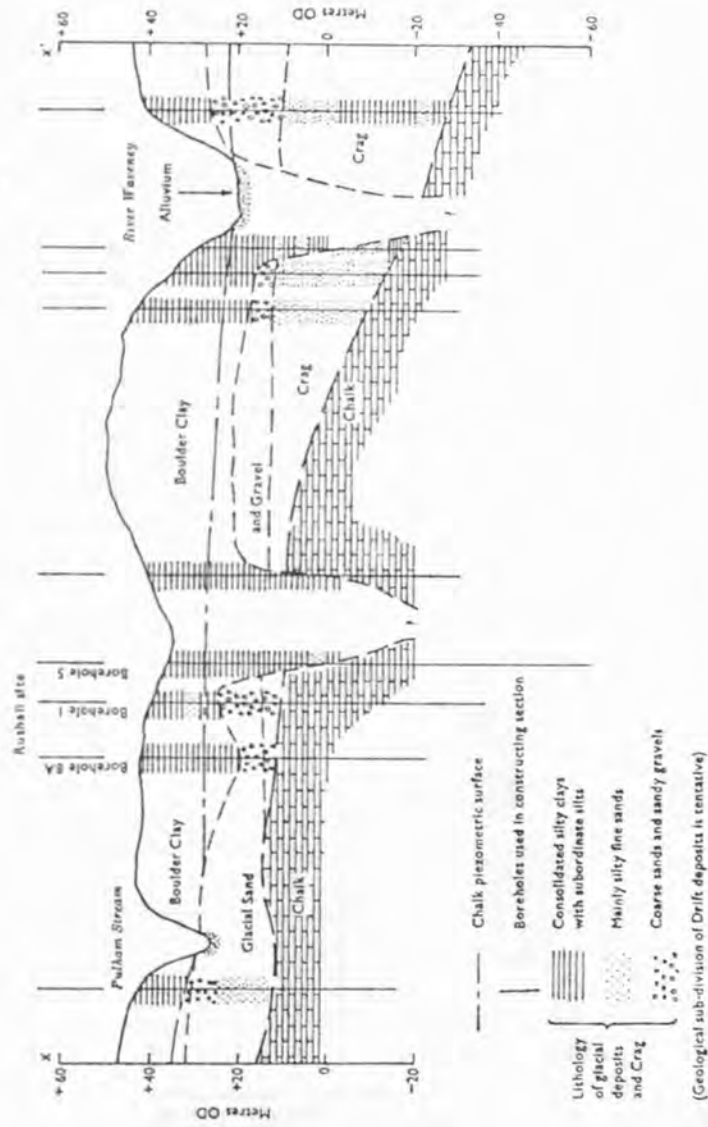 Rushall site
X
Pulham Stream
Borehole 8A
Borehole 1
Borehole 5
River Waveney
X'
+60
+40
+20
0
-20
Metres OD
+60
+40
+20
0
-20
-40
-60
Metres OD
Boulder Clay
Glacial Sand
Chalk
Boulder Clay
and Gravel
Crag
Chalk
Alluvium
Crag
?
?
Chalk piezometric surface
Boreholes used in constructing section
Lithology
of glacial
deposits
and Crag
Consolidated silty clays
with subordinate silts
Mainly silty fine sands
Coarse sands and sandy gravels
(Geological sub-division of Drift deposits is tentative)